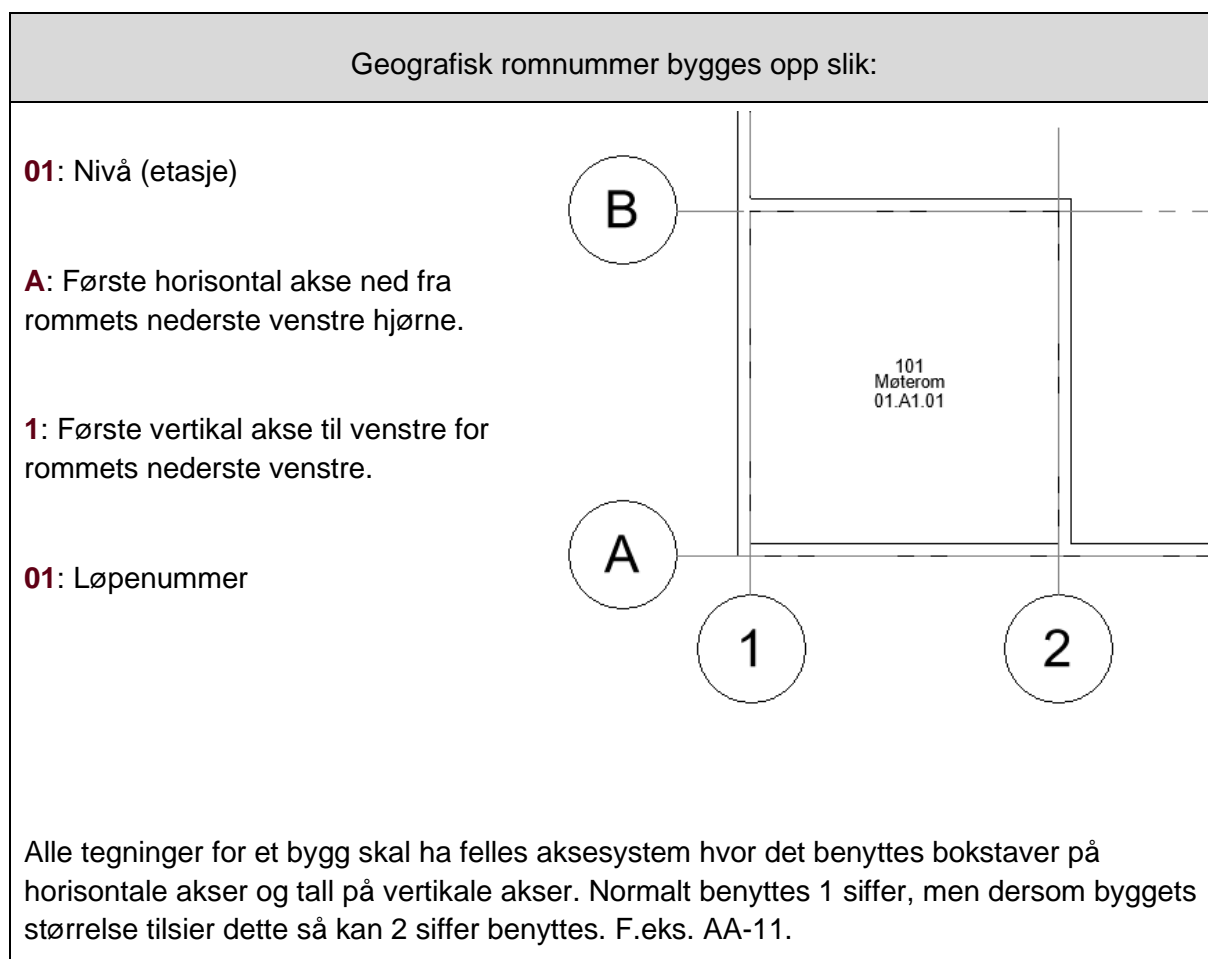 Geografisk romnummer bygges opp slik:
01: Nivå (etasje)
A: Første horisontal akse ned fra
rommets nederste venstre hjørne.
1: Første vertikal akse til venstre for
rommets nederste venstre.
01: Løpenummer
B
101
Møterom
01.A1.01
A
1
2
Alle tegninger for et bygg skal ha felles aksesystem hvor det benyttes bokstaver på
horisontale akser og tall på vertikale akser. Normalt benyttes 1 siffer, men dersom byggets
størrelse tilsier dette så kan 2 siffer benyttes. F.eks. AA-11.